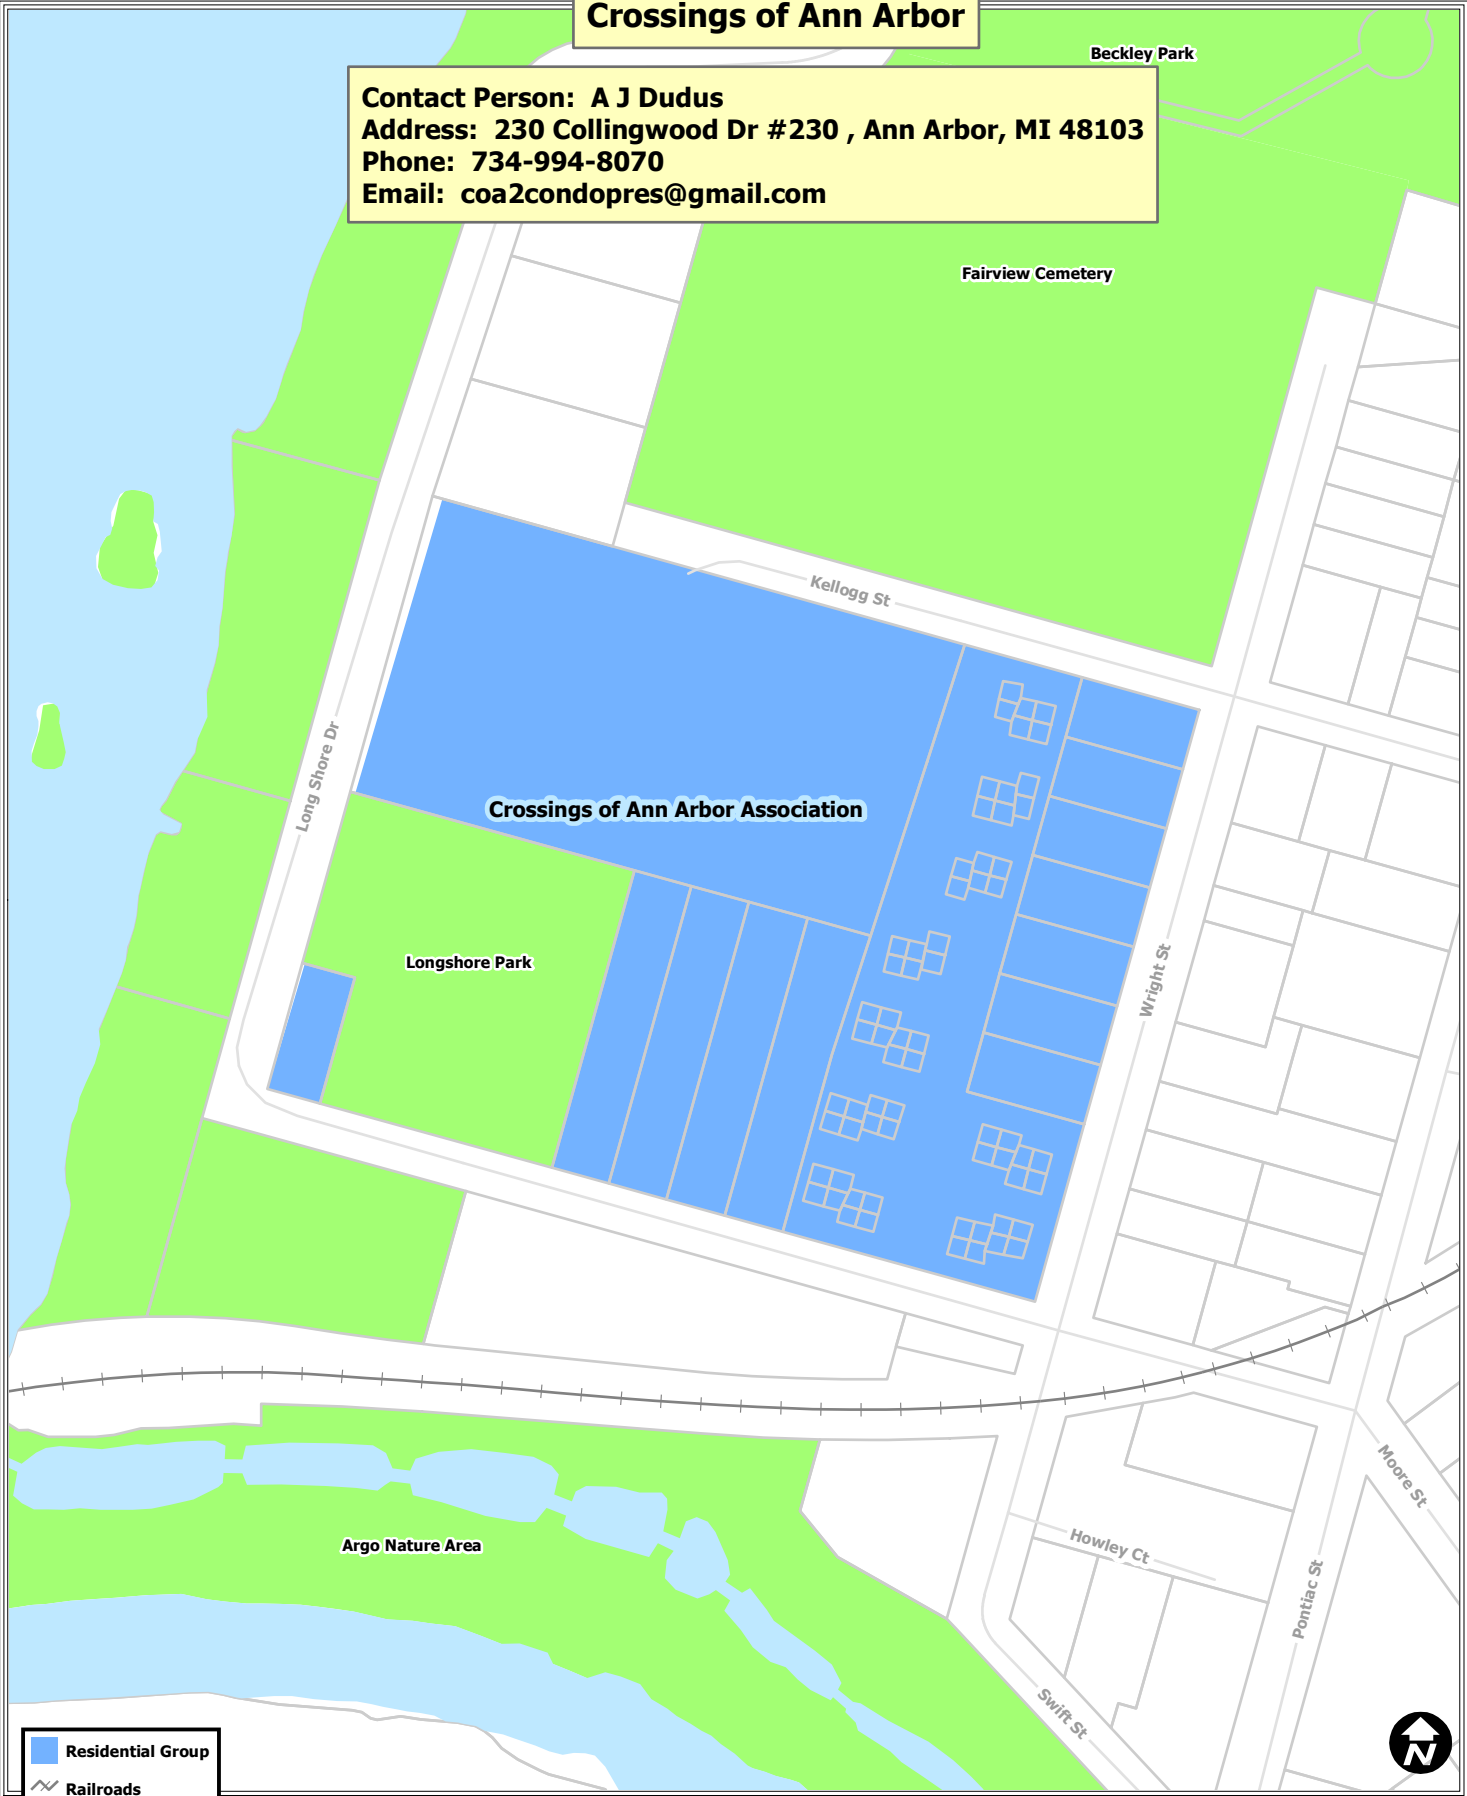 Crossings of Ann Arbor
Beckley Park
Contact Person: A J Dudus
Address: 230 Collingwood Dr #230 , Ann Arbor, MI 48103
Phone: 734-994-8070
Email: coa2condopres@gmail.com
Fairview Cemetery
Kellogg St
Long Shore Dr
Crossings of Ann Arbor Association
Longshore Park
Wright St
Moore St
Argo Nature Area
Howley Ct
Pontiac St
Swift St
N
Residential Group
Railroads